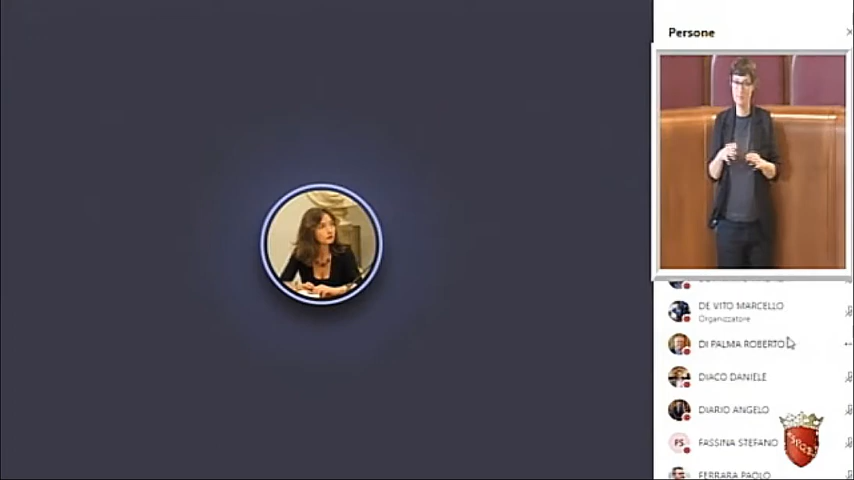 Persone
DE VITO MARCELLO
Organizzatore
DI PALMA ROBERTO
DIACO DANIELE
DIARIO ANGELO
FS
FASSINA STEFANO
FERRARA PAOLO